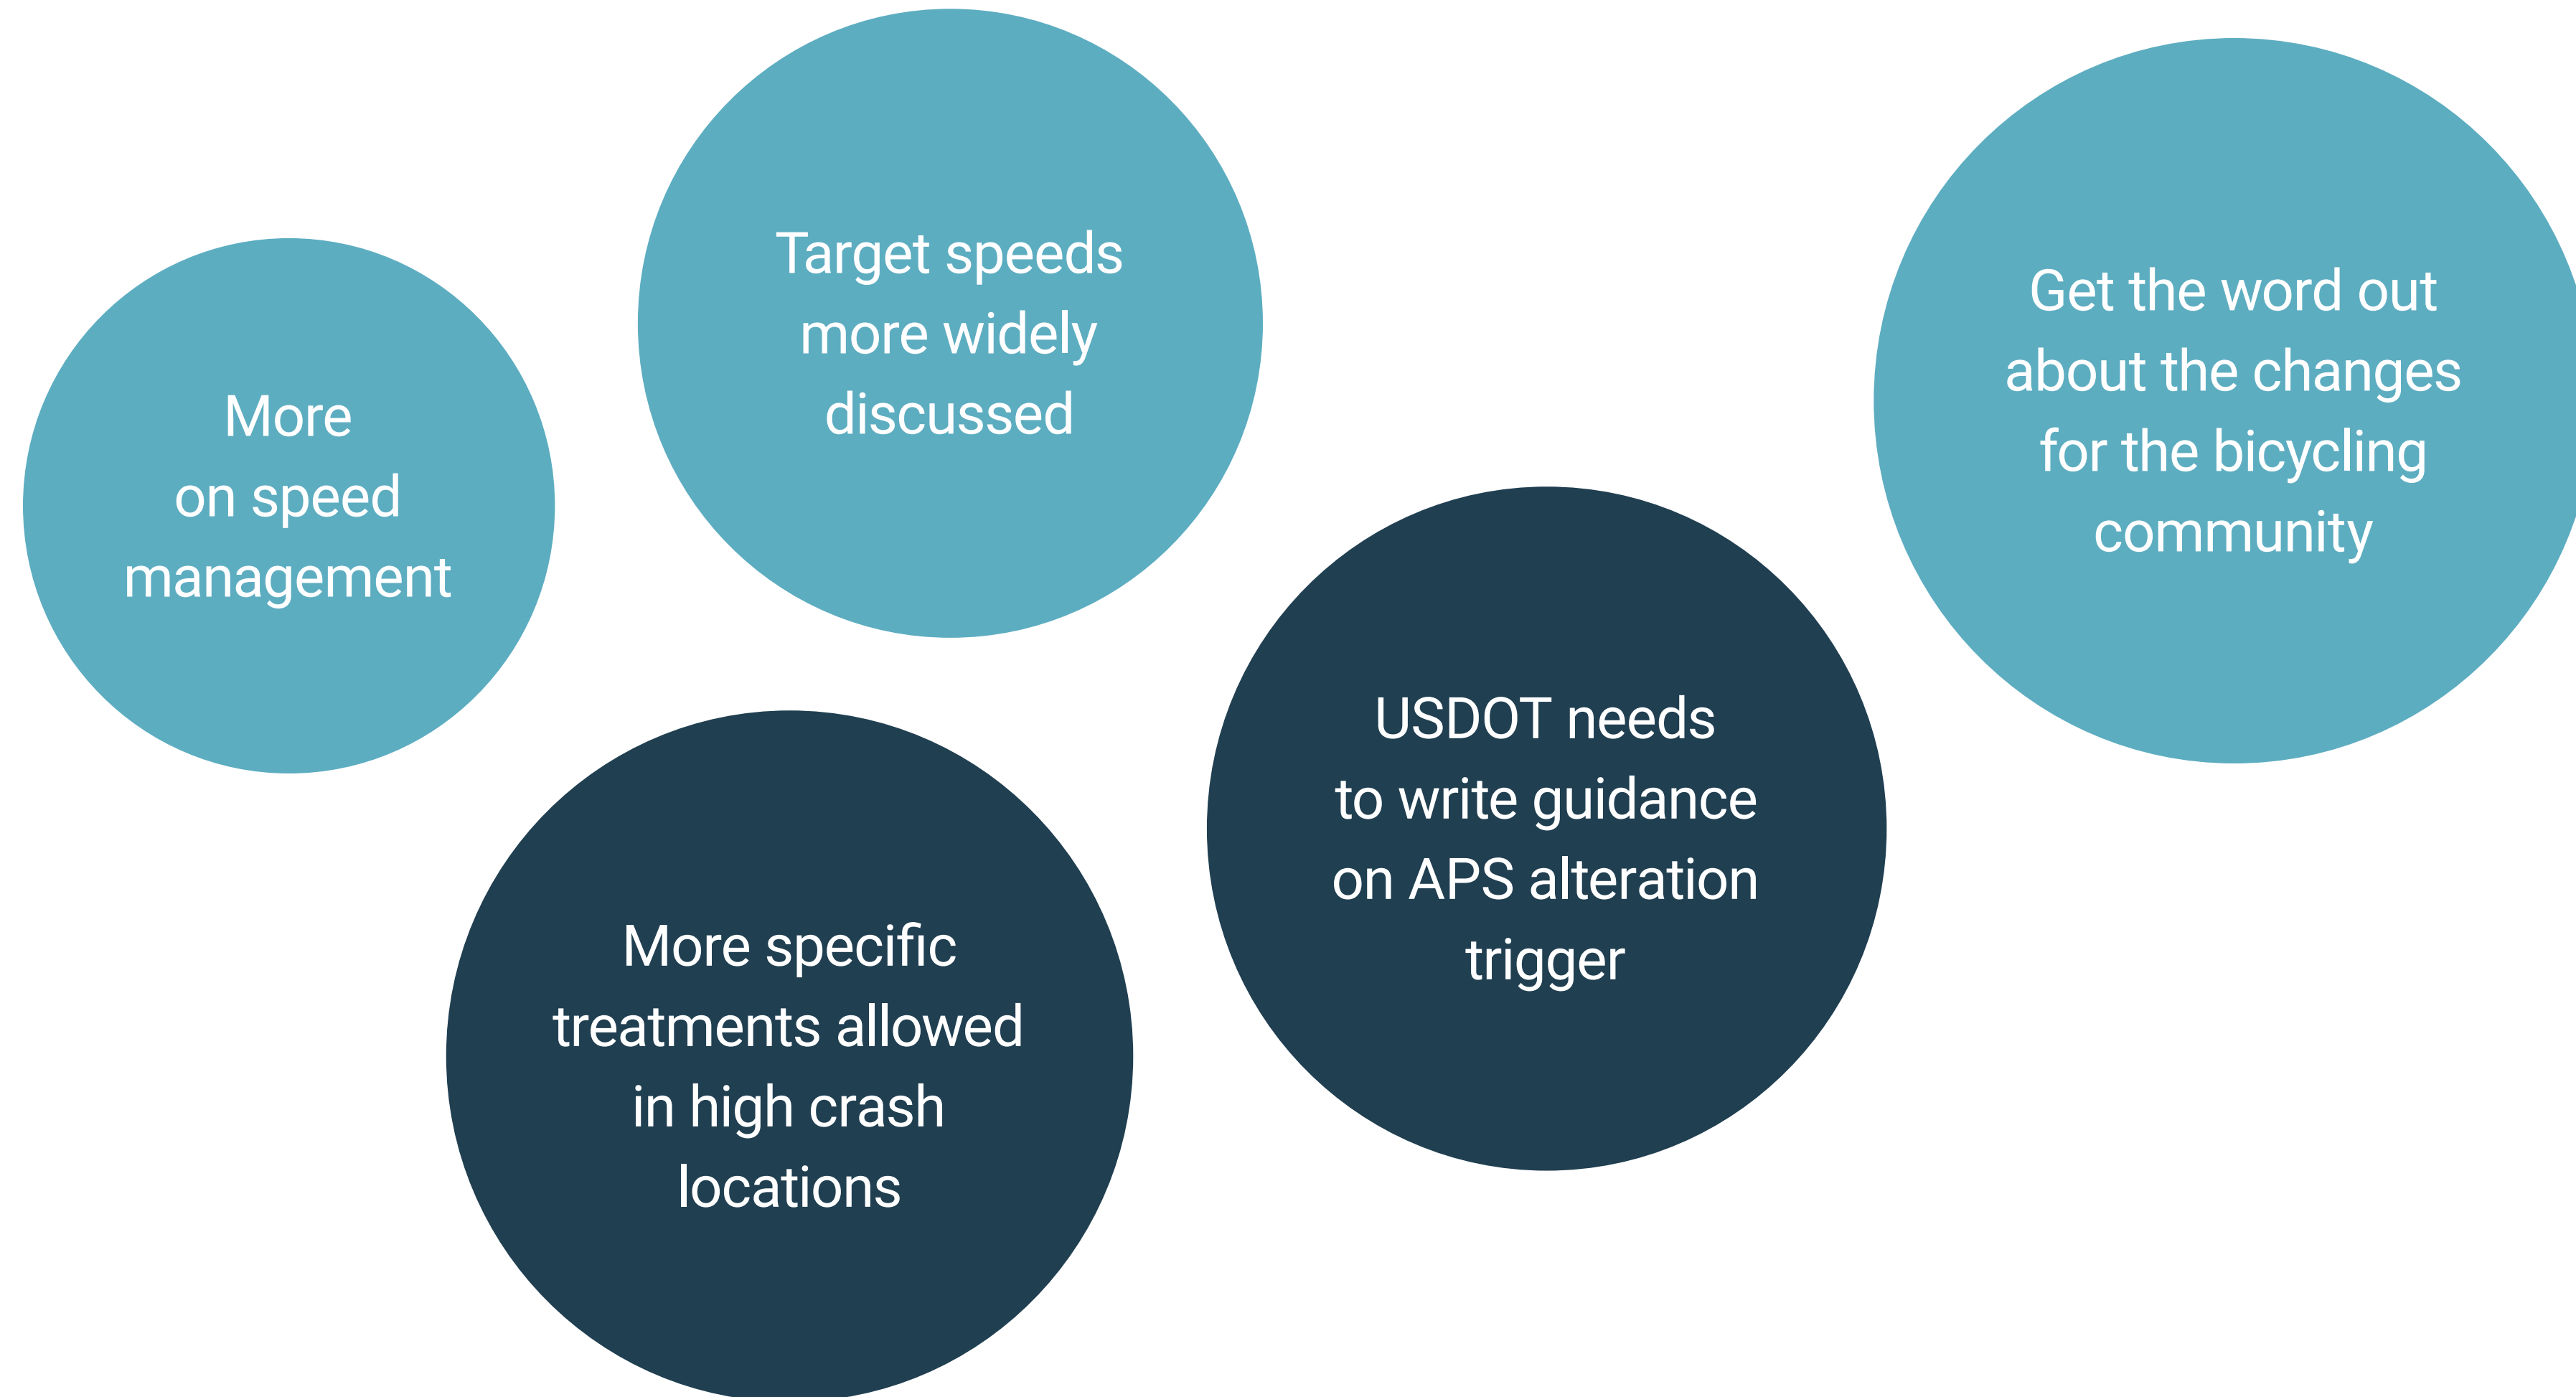 More
on speed
management
Target speeds
more widely
discussed
Get the word out
about the changes
for the bicycling
community
More specific
treatments allowed
in high crash
locations
USDOT needs
to write guidance
on APS alteration
trigger